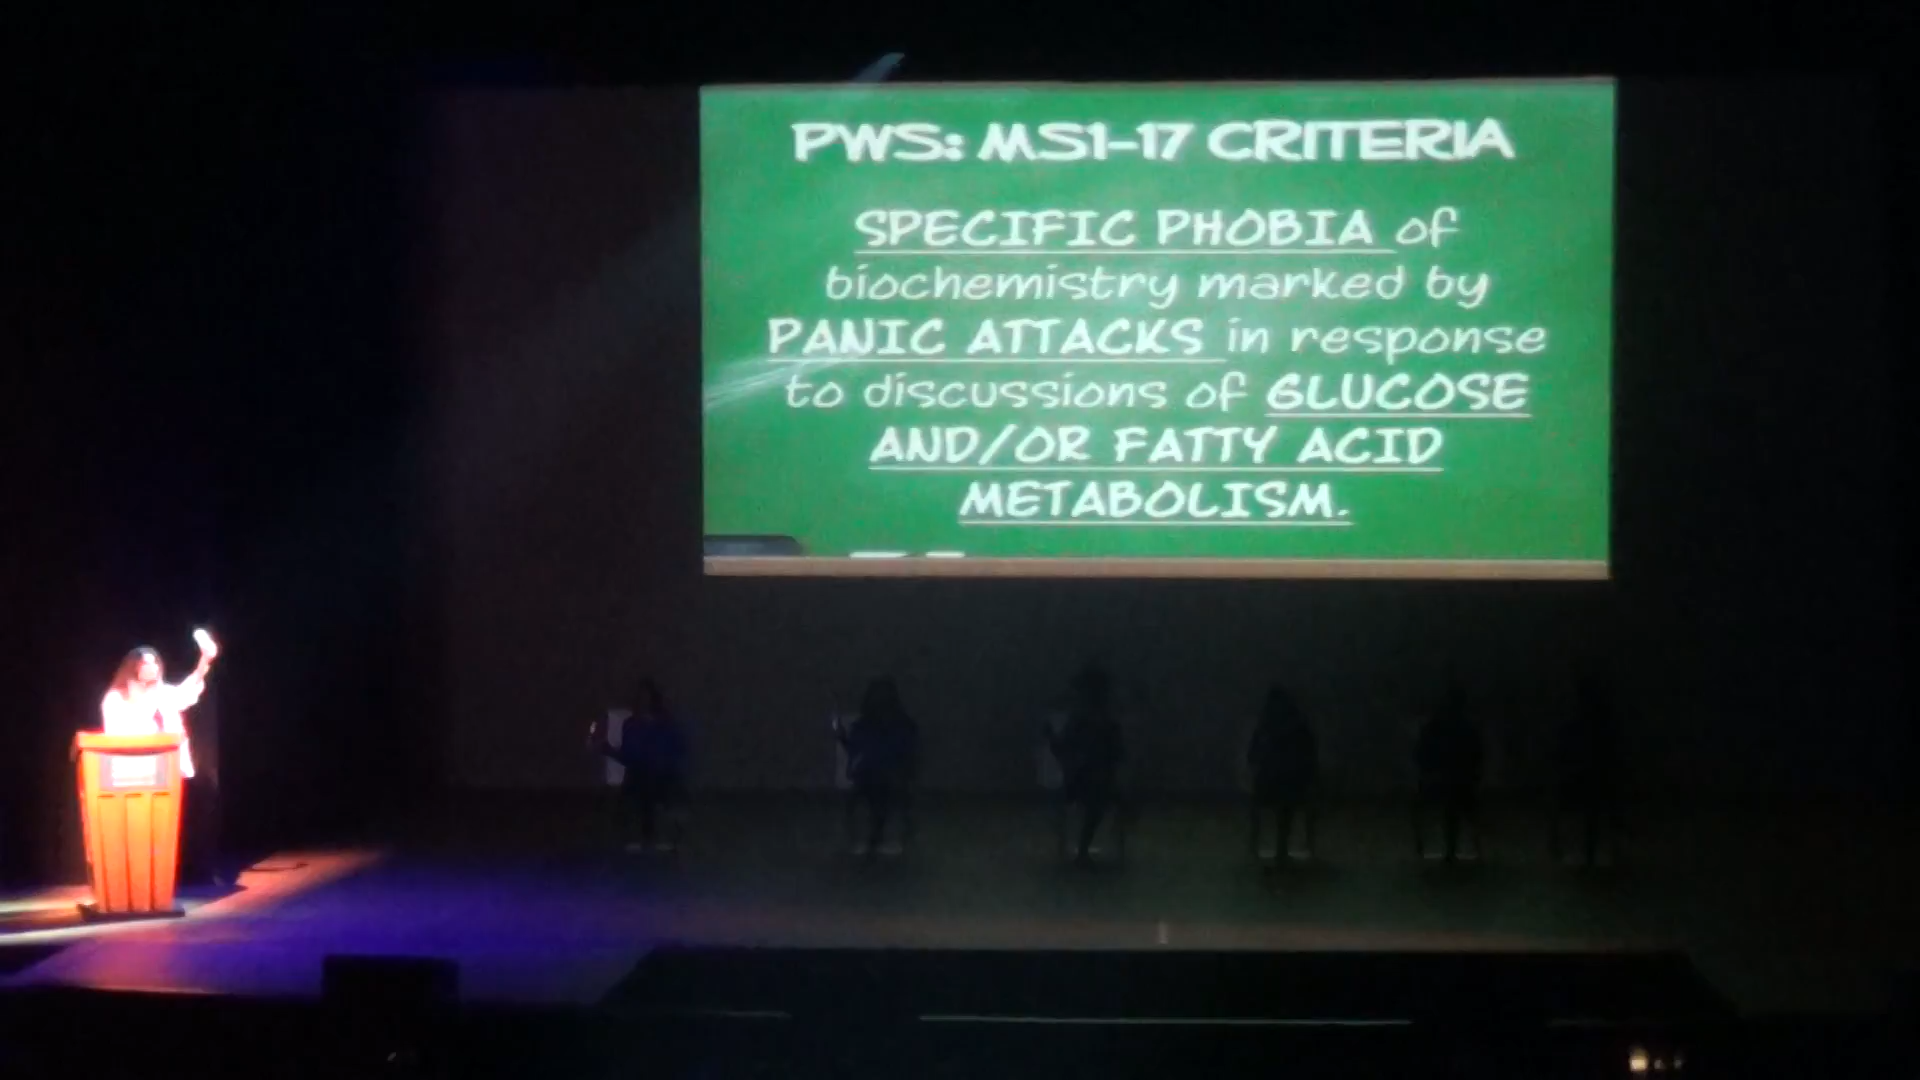 PWS: MS1-17 CRITERIA
SPECIFIC PHOBIA of
biochemistry marked by
PANIC ATTACKS in response
to discussions of GLUCOSE
AND/OR FATTY ACID
METABOLISM.